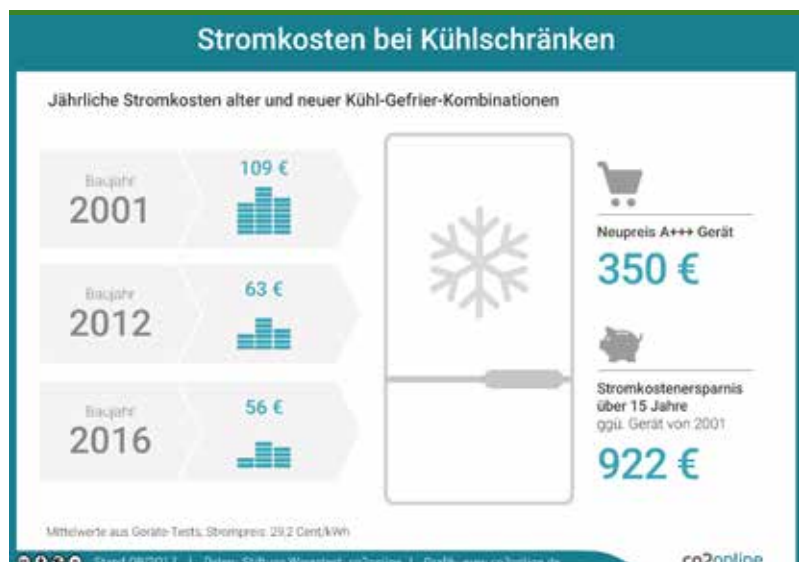 Stromkosten bei Kühlschränken
Jährliche Stromkosten alter und neuer Kühl-Gefrier-Kombinationen
Baujahr
2001
109 €
Baujahr
2012
63 €
Baujahr
2016
56 €
Neupreis A+++ Gerät
350 €
Stromkostenersparnis
über 15 Jahre
ggü. Gerät von 2001
922 €
Mittelwerte aus Geräte-Tests, Strompreis: 29,2 Cent/kWh
co2online